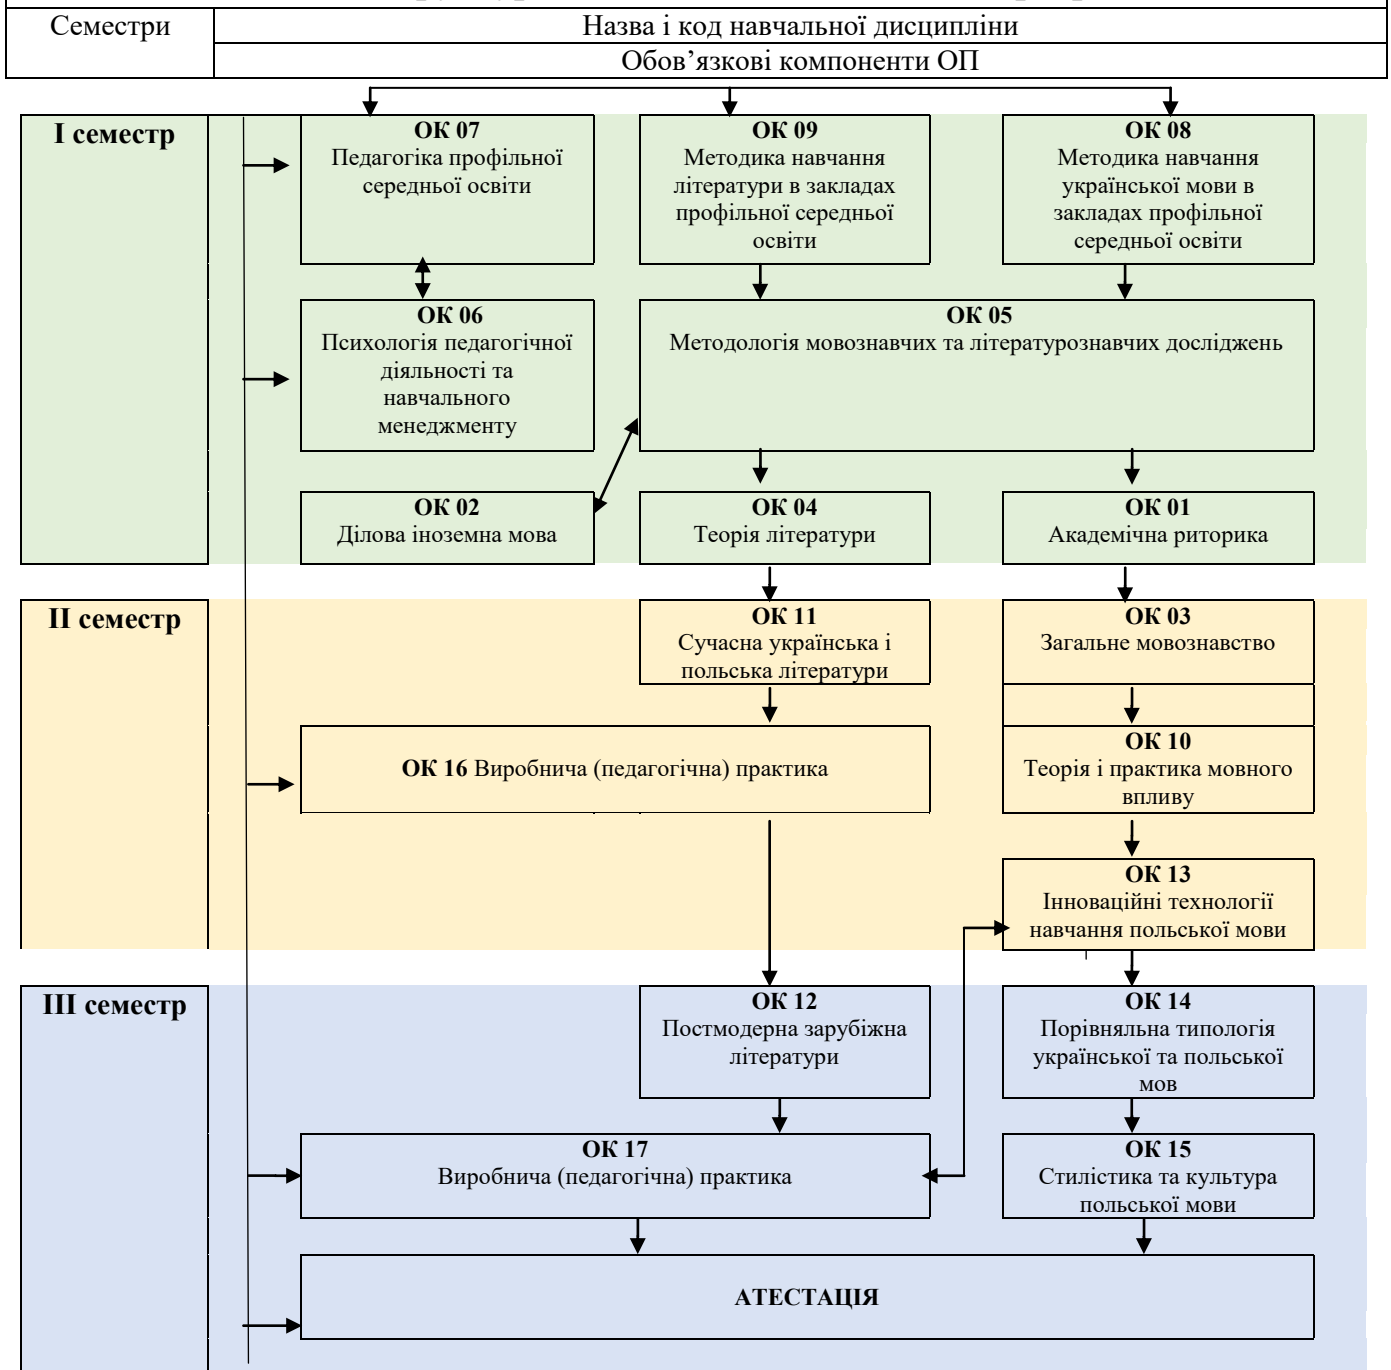 Семестри
Назва і код навчальної дисципліни
Обов’язкові компоненти ОП
І семестр
ОК 07
Педагогіка профільної
середньої освіти
ОК 09
Методика навчання
літератури в закладах
профільної середньої
освіти
ОК 08
Методика навчання
української мови в
закладах профільної
середньої освіти
ОК 06
Психологія педагогічної
діяльності та
навчального
менеджменту
ОК 05
Методологія мовознавчих та літературознавчих досліджень
ОК 02
Ділова іноземна мова
ОК 04
Теорія літератури
ОК 01
Академічна риторика
ІІ семестр
ОК 11
Сучасна українська і
польська літератури
ОК 03
Загальне мовознавство
ОК 16 Виробнича (педагогічна) практика
ОК 10
Теорія і практика мовного
впливу
ОК 13
Інноваційні технології
навчання польської мови
ІІІ семестр
ОК 12
Постмодерна зарубіжна
літератури
ОК 14
Порівняльна типологія
української та польської
мов
ОК 17
Виробнича (педагогічна) практика
ОК 15
Стилістика та культура
польської мови
АТЕСТАЦІЯ